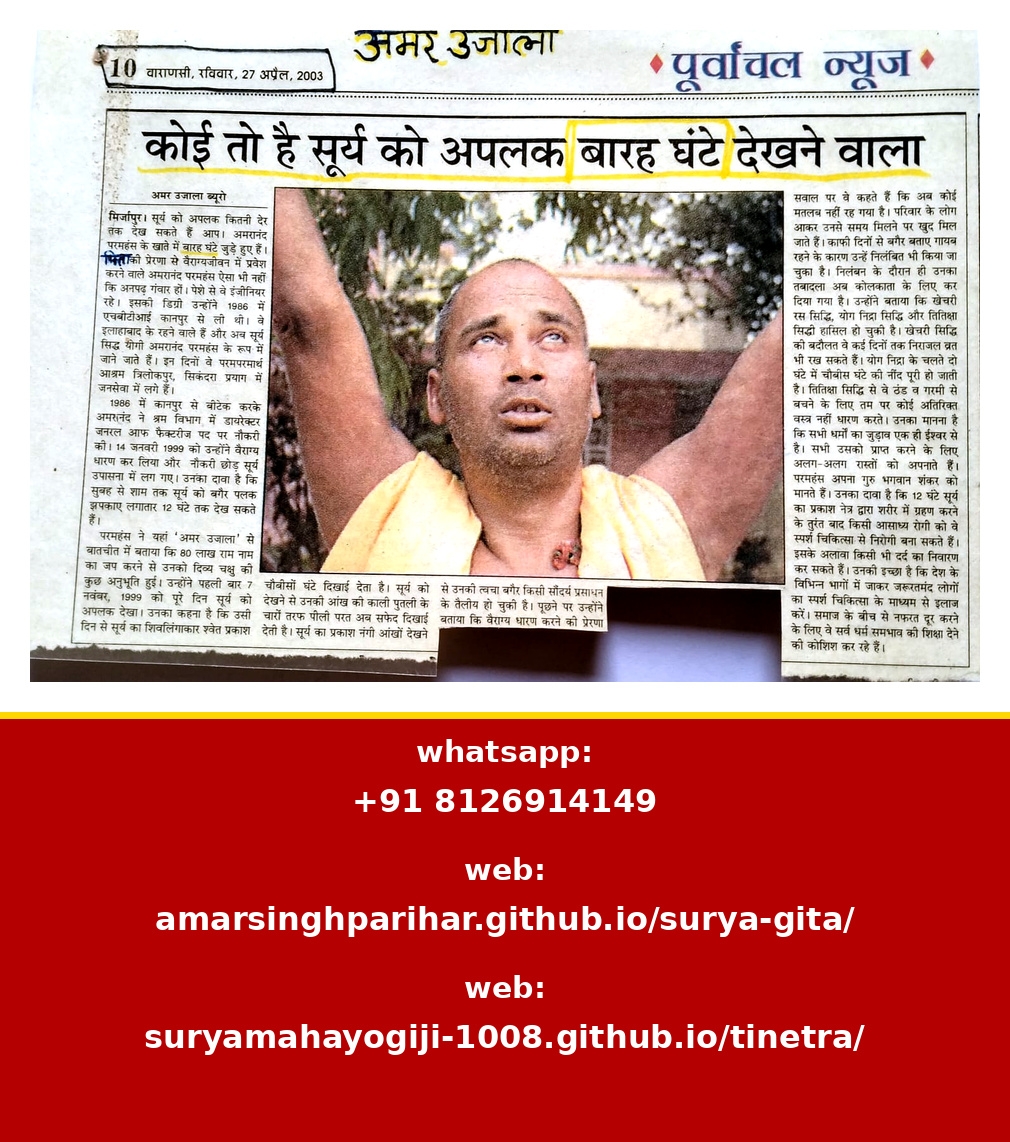 अमर उजाला
10 वाराणसी, रविवार, 27 अप्रैल, 2003
पूर्वांचल न्यूज
कोई तो है सूर्य को अपलक बारह घंटे देखने वाला
अमर उजाला ब्यूरो
मिर्जापुर। सूर्य को अपलक कितनी देर
तक देख सकते हैं आप। अमरानंद
परमहंस के खाते में बारह घंटे जुड़े हुए हैं।
पिता की प्रेरणा से वैराग्यजीवन में प्रवेश
करने वाले अमरानंद परमहंस ऐसा भी नहीं
कि अनपढ़ गंवार हों। पेशे से वे इंजीनियर
रहे। इसकी डिग्री उन्होंने 1986 में
एचबीटीआई कानपुर से ली थी। वे
इलाहाबाद के रहने वाले हैं और अब सूर्य
सिद्ध योगी अमरानंद परमहंस के रूप में
जाने जाते हैं। इन दिनों वे परमपरमार्थ
आश्रम त्रिलोकपुर, सिकंदरा प्रयाग में
जनसेवा में लगे हैं।
1986 में कानपुर से बीटेक करके
अमरानंद ने श्रम विभाग में डायरेक्टर
जनरल आफ फैक्टरीज पद पर नौकरी
की। 14 जनवरी 1999 को उन्होंने वैराग्य
धारण कर लिया और नौकरी छोड़ सूर्य
उपासना में लग गए। उनका दावा है कि
सुबह से शाम तक सूर्य को बगैर पलक
झपकाए लगातार 12 घंटे तक देख सकते
हैं।
परमहंस ने यहां ‘अमर उजाला’ से
बातचीत में बताया कि 80 लाख राम नाम
का जप करने से उनको दिव्य चक्षु की
कुछ अनुभूति हुई। उन्होंने पहली बार 7
नवंबर, 1999 को पूरे दिन सूर्य को
अपलक देखा। उनका कहना है कि उसी
दिन से सूर्य का शिवलिंगाकार श्वेत प्रकाश
चौबीसों घंटे दिखाई देता है। सूर्य को
देखने से उनकी आंख की काली पुतली के
चारों तरफ पीली परत अब सफेद दिखाई
देती है। सूर्य का प्रकाश नंगी आंखों देखने
से उनकी त्वचा बगैर किसी सौंदर्य प्रसाधन
के तैलीय हो चुकी है। पूछने पर उन्होंने
बताया कि वैराग्य धारण करने की प्रेरणा
सवाल पर वे कहते हैं कि अब कोई
मतलब नहीं रह गया है। परिवार के लोग
आकर उनसे समय मिलने पर खुद मिल
जाते हैं। काफी दिनों से बगैर बताए गायब
रहने के कारण उन्हें निलंबित भी किया जा
चुका है। निलंबन के दौरान ही उनका
तबादला अब कोलकाता के लिए कर
दिया गया है। उन्होंने बताया कि खेचरी
रस सिद्धि, योग निद्रा सिद्धि और तितिक्षा
सिद्धी हासिल हो चुकी है। खेचरी सिद्धि
की बदौलत वे कई दिनों तक निराजल व्रत
भी रख सकते हैं। योग निद्रा के चलते दो
घंटे में चौबीस घंटे की नींद पूरी हो जाती
है। तितिक्षा सिद्धि से वे ठंड व गरमी से
बचने के लिए तम पर कोई अतिरिक्त
वस्त्र नहीं धारण करते। उनका मानना है
कि सभी धर्मों का जुड़ाव एक ही ईश्वर से
है। सभी उसको प्राप्त करने के लिए
अलग-अलग रास्तों को अपनाते हैं।
परमहंस अपना गुरु भगवान शंकर को
मानते हैं। उनका दावा है कि 12 घंटे सूर्य
का प्रकाश नेत्र द्वारा शरीर में ग्रहण करने
के तुरंत बाद किसी आसाध्य रोगी को वे
स्पर्श चिकित्सा से निरोगी बना सकते हैं।
इसके अलावा किसी भी दर्द का निवारण
कर सकते हैं। उनकी इच्छा है कि देश के
विभिन्न भागों में जाकर जरूरतमंद लोगों
का स्पर्श चिकित्सा के माध्यम से इलाज
करें। समाज के बीच से नफरत दूर करने
के लिए वे सर्व धर्म समभाव की शिक्षा देने
की कोशिश कर रहे हैं।
whatsapp:
+91 8126914149
web:
amarsinghparihar.github.io/surya-gita/
web:
suryamahayogiji-1008.github.io/tinetra/